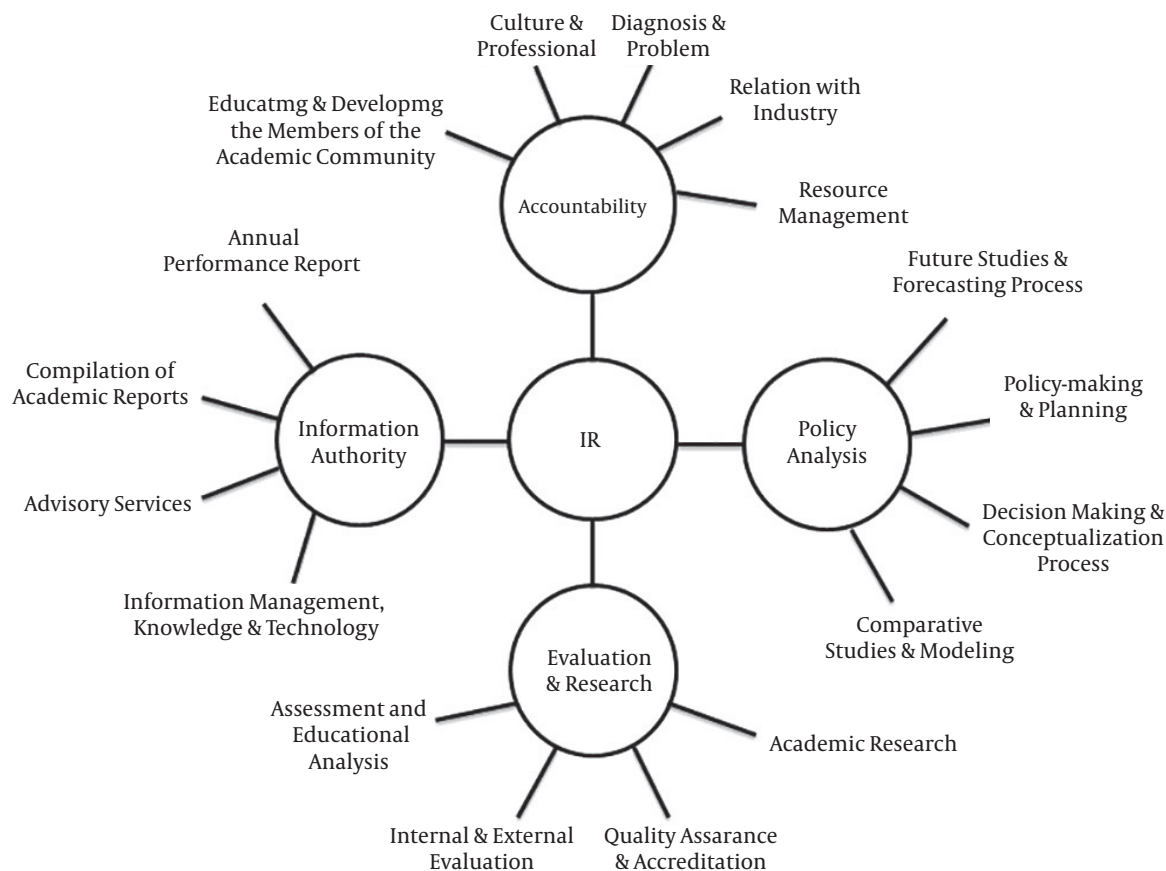 Culture &
Professional
Diagnosis &
Problem
Relation with
Industry
Educatmg & Developmg
the Members of the
Academic Community
Accountability
Resource
Management
Annual
Performance Report
Future Studies &
Forecasting Process
Compilation of
Academic Reports
Policy-making
& Planning
Information
Authority
IR
Policy
Analysis
Advisory Services
Decision Making &
Conceptualization
Process
Information Management,
Knowledge & Technology
Comparative
Studies & Modeling
Evaluation
& Research
Assessment and
Educational
Analysis
Academic Research
Internal & External
Evaluation
Quality Assarance
& Accreditation